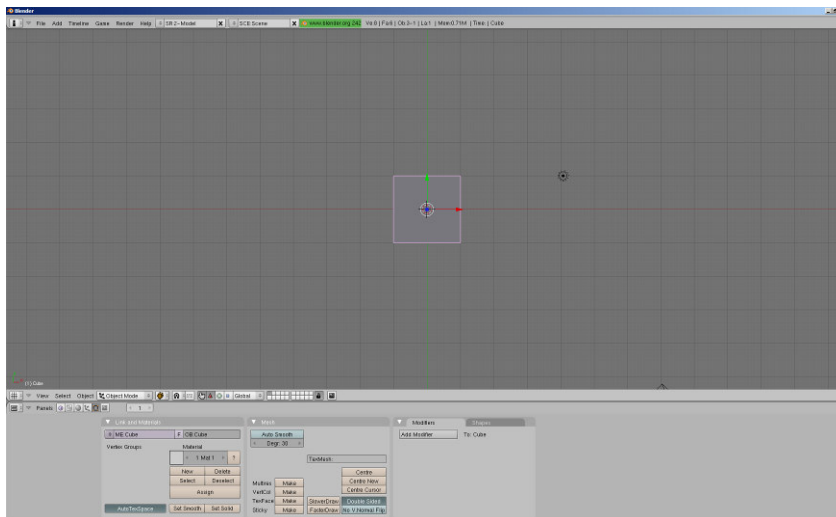 Blender
File Add Timeline Game Render Help SR:2-Model X SCE:Scene X www.blender.org 242 Ve:8 | Fa:6 | Ob:3-1 | La:1 | Mem:0.71M | Time: | Cube
(1) Cube
View Select Object Object Mode Global
Panels 1
Link and Materials Mesh Modifiers Shapes
ME:Cube F OB:Cube Auto Smooth Add Modifier To: Cube
Vertex Groups Material Degr: 30
1 Mat 1 ? TexMesh:
New Delete Centre
Select Deselect Multires: Make Centre New
Assign VertCol Make Centre Cursor
TexFace Make SlowerDraw Double Sided
AutoTexSpace Set Smooth Set Solid Sticky Make FasterDraw No V.Normal Flip